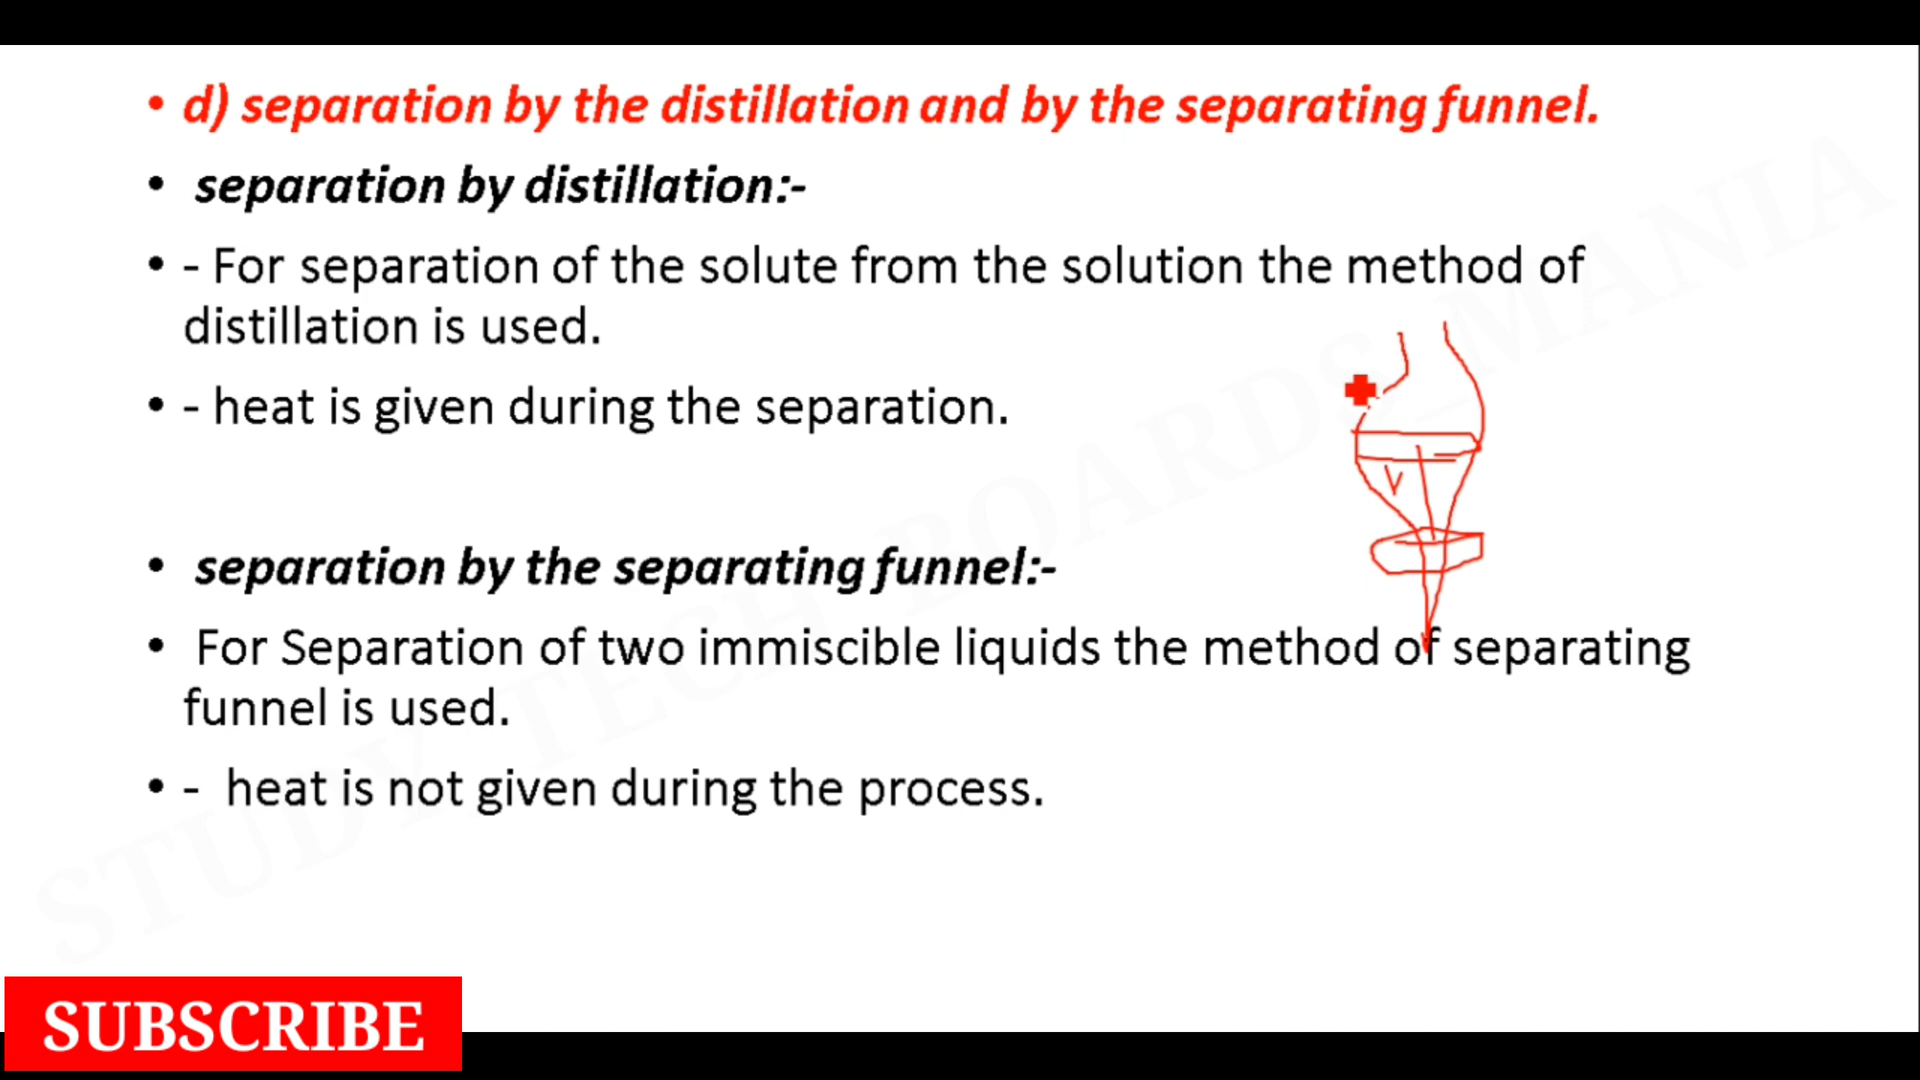 • d) separation by the distillation and by the separating funnel.
• separation by distillation:-
• - For separation of the solute from the solution the method of
distillation is used.
• - heat is given during the separation.
• separation by the separating funnel:-
• For Separation of two immiscible liquids the method of separating
funnel is used.
• - heat is not given during the process.
STUDY TECH BOARDS_MANIA
V
SUBSCRIBE